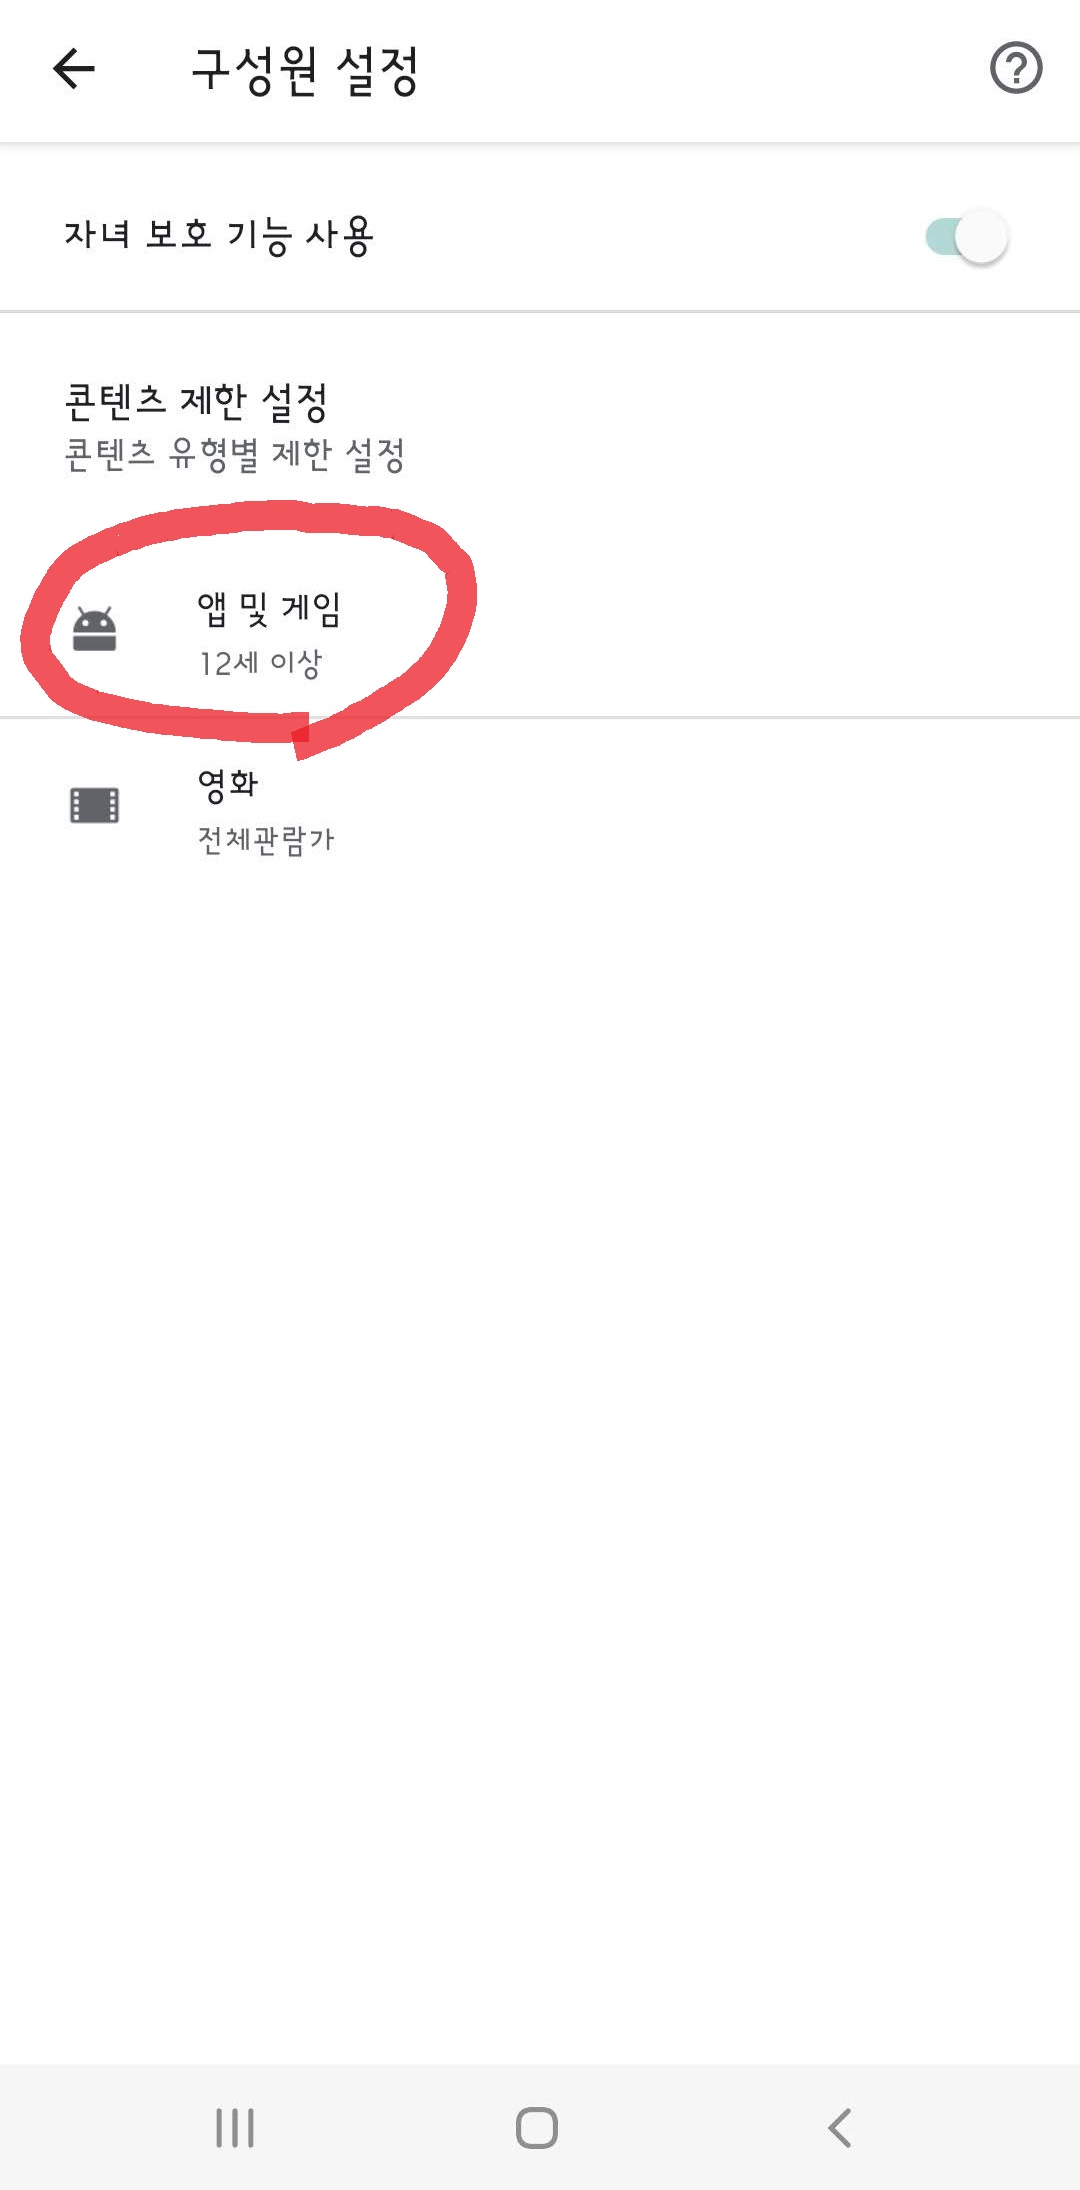 구성원 설정
자녀 보호 기능 사용
콘텐츠 제한 설정
콘텐츠 유형별 제한 설정
앱 및 게임
12세 이상
영화
전체관람가